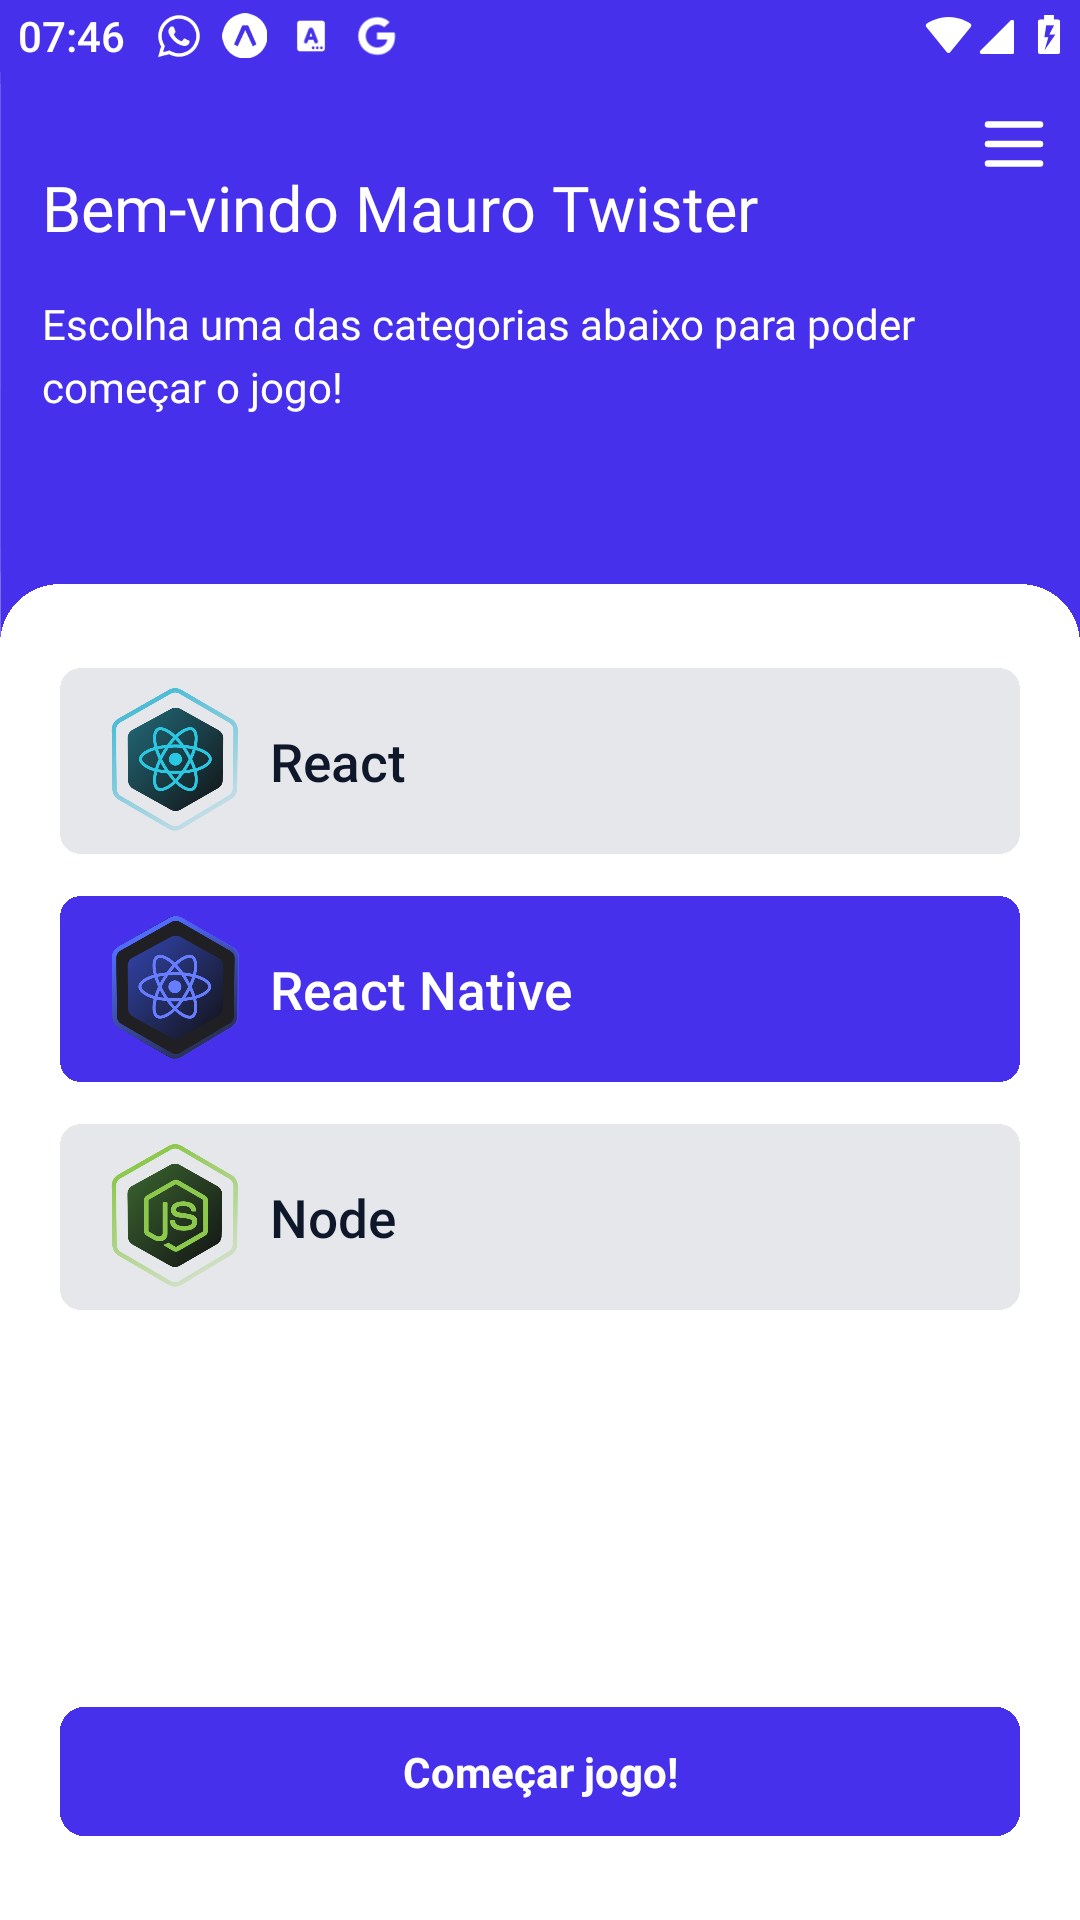 07:46
Bem-vindo Mauro Twister
Escolha uma das categorias abaixo para poder
começar o jogo!
React
React Native
JS
Node
Começar jogo!